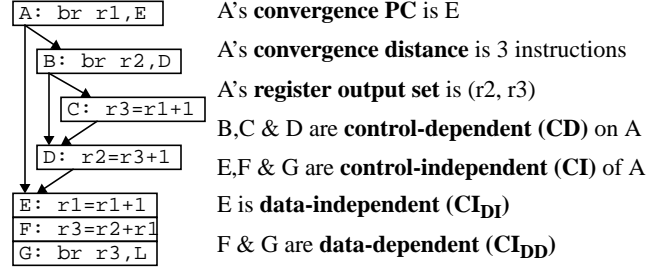 A: br r1,E
A's convergence PC is E
B: br r2,D
A's convergence distance is 3 instructions
C: r3=r1+1
A's register output set is (r2, r3)
B,C & D are control-dependent (CD) on A
D: r2=r3+1
E,F & G are control-independent (CI) of A
E: r1=r1+1
E is data-independent (CIDI)
F: r3=r2+r1
G: br r3,L
F & G are data-dependent (CIDD)